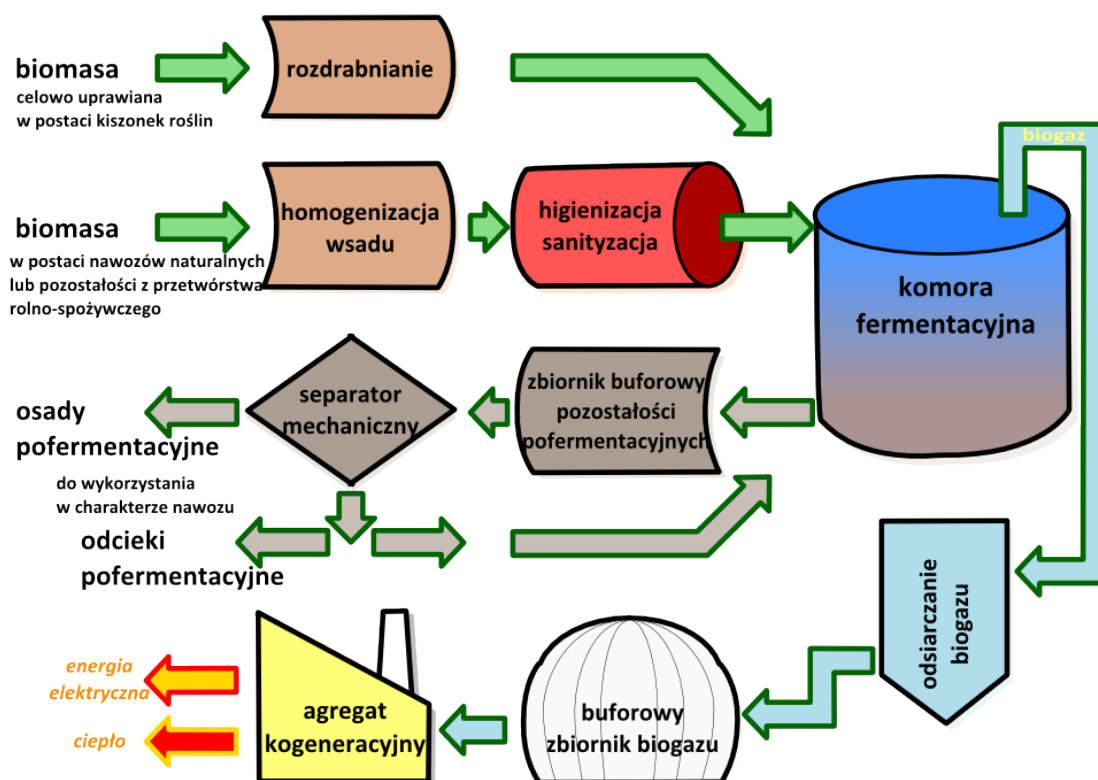 biomasa
celowo uprawiana
w postaci kiszonek roślin
rozdrabnianie
biogaz
biomasa
w postaci nawozów naturalnych
lub pozostałości z przetwórstwa
rolno-spożywczego
homogenizacja
wsadu
higienizacja
sanityzacja
komora
fermentacyjna
osady
pofermentacyjne
do wykorzystania
w charakterze nawozu
separator
mechaniczny
zbiornik buforowy
pozostałości
pofermentacyjnych
odcieki
pofermentacyjne
odsiarczanie
biogazu
energia
elektryczna
ciepło
agregat
kogeneracyjny
buforowy
zbiornik biogazu